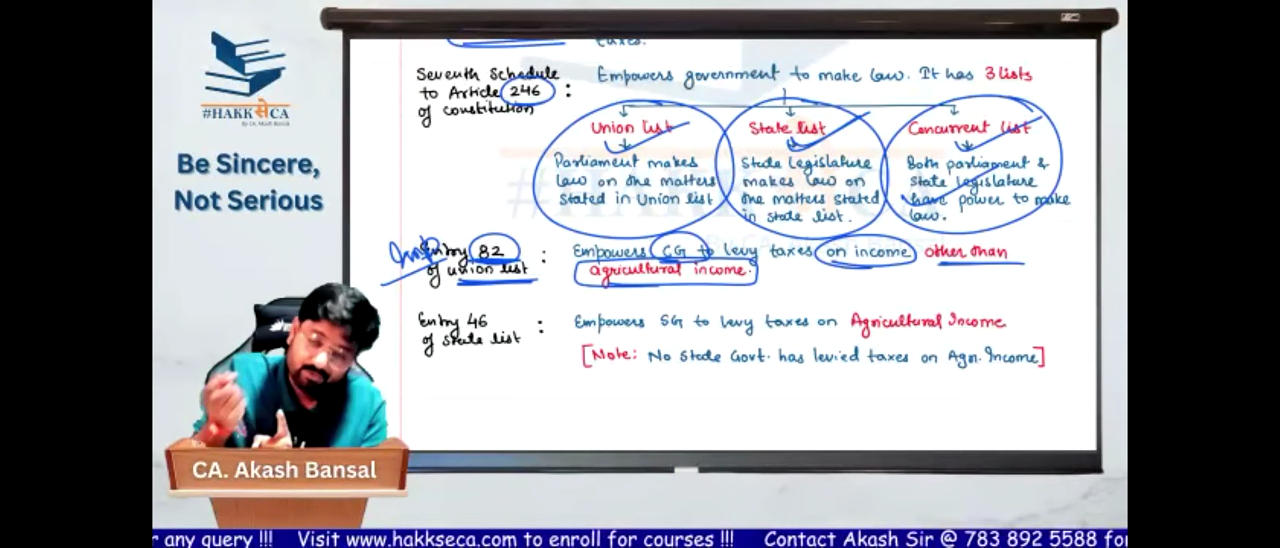 #HAKKसेCA
By CA. Akash Bansal
Be Sincere,
Not Serious
taxes.
Seventh Schedule
to Article 246 :
of constitution
Empowers government to make law. It has 3 lists
Union list
Parliament makes
law on the matters
stated in Union list
State list
State Legislature
makes law on
the matters stated
in state list.
Concurrent list
Both parliament &
state legislature
have power to make
law.
Entry 82 :
of union list
Empowers CG to levy taxes on income other than
agricultural income.
Entry 46 :
of state list
Empowers SG to levy taxes on Agricultural Income
[Note: No State Govt. has levied taxes on Agri. Income]
CA. Akash Bansal
r any query !!! Visit www.hakkseca.com to enroll for courses !!! Contact Akash Sir @ 783 892 5588 fo